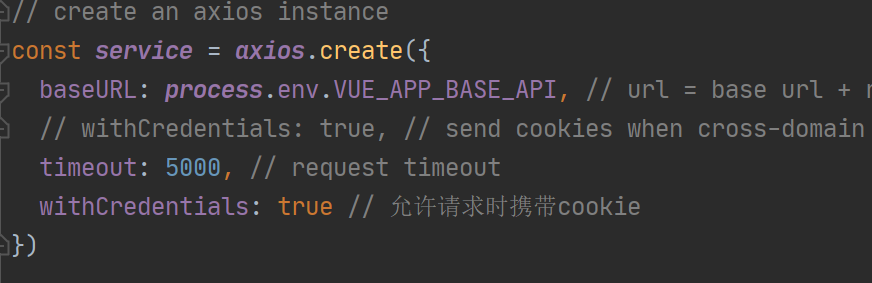 // create an axios instance
const service = axios.create({
baseURL: process.env.VUE_APP_BASE_API, // url = base url +
// withCredentials: true, // send cookies when cross-domain
timeout: 5000, // request timeout
withCredentials: true // 允许请求时携带cookie
})